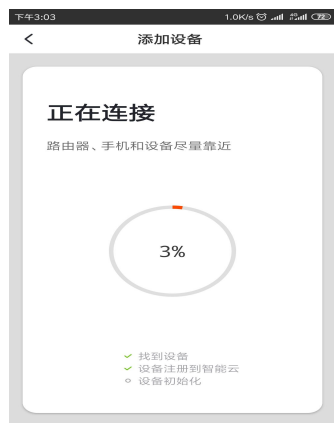 下午3:03
1.0K/s
添加设备
正在连接
路由器、手机和设备尽量靠近
3%
找到设备
设备注册到智能云
设备初始化